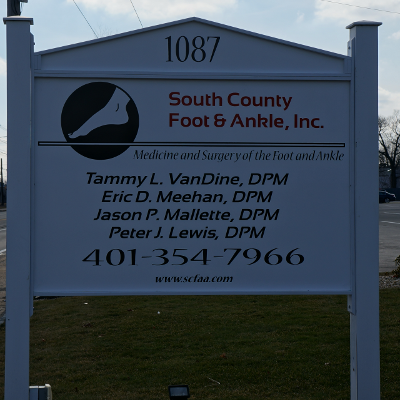 1087
South County
Foot & Ankle, Inc.
Medicine and Surgery of the Foot and Ankle
Tammy L. VanDine, DPM
Eric D. Meehan, DPM
Jason P. Mallette, DPM
Peter J. Lewis, DPM
401-354-7966
www.scfaa.com